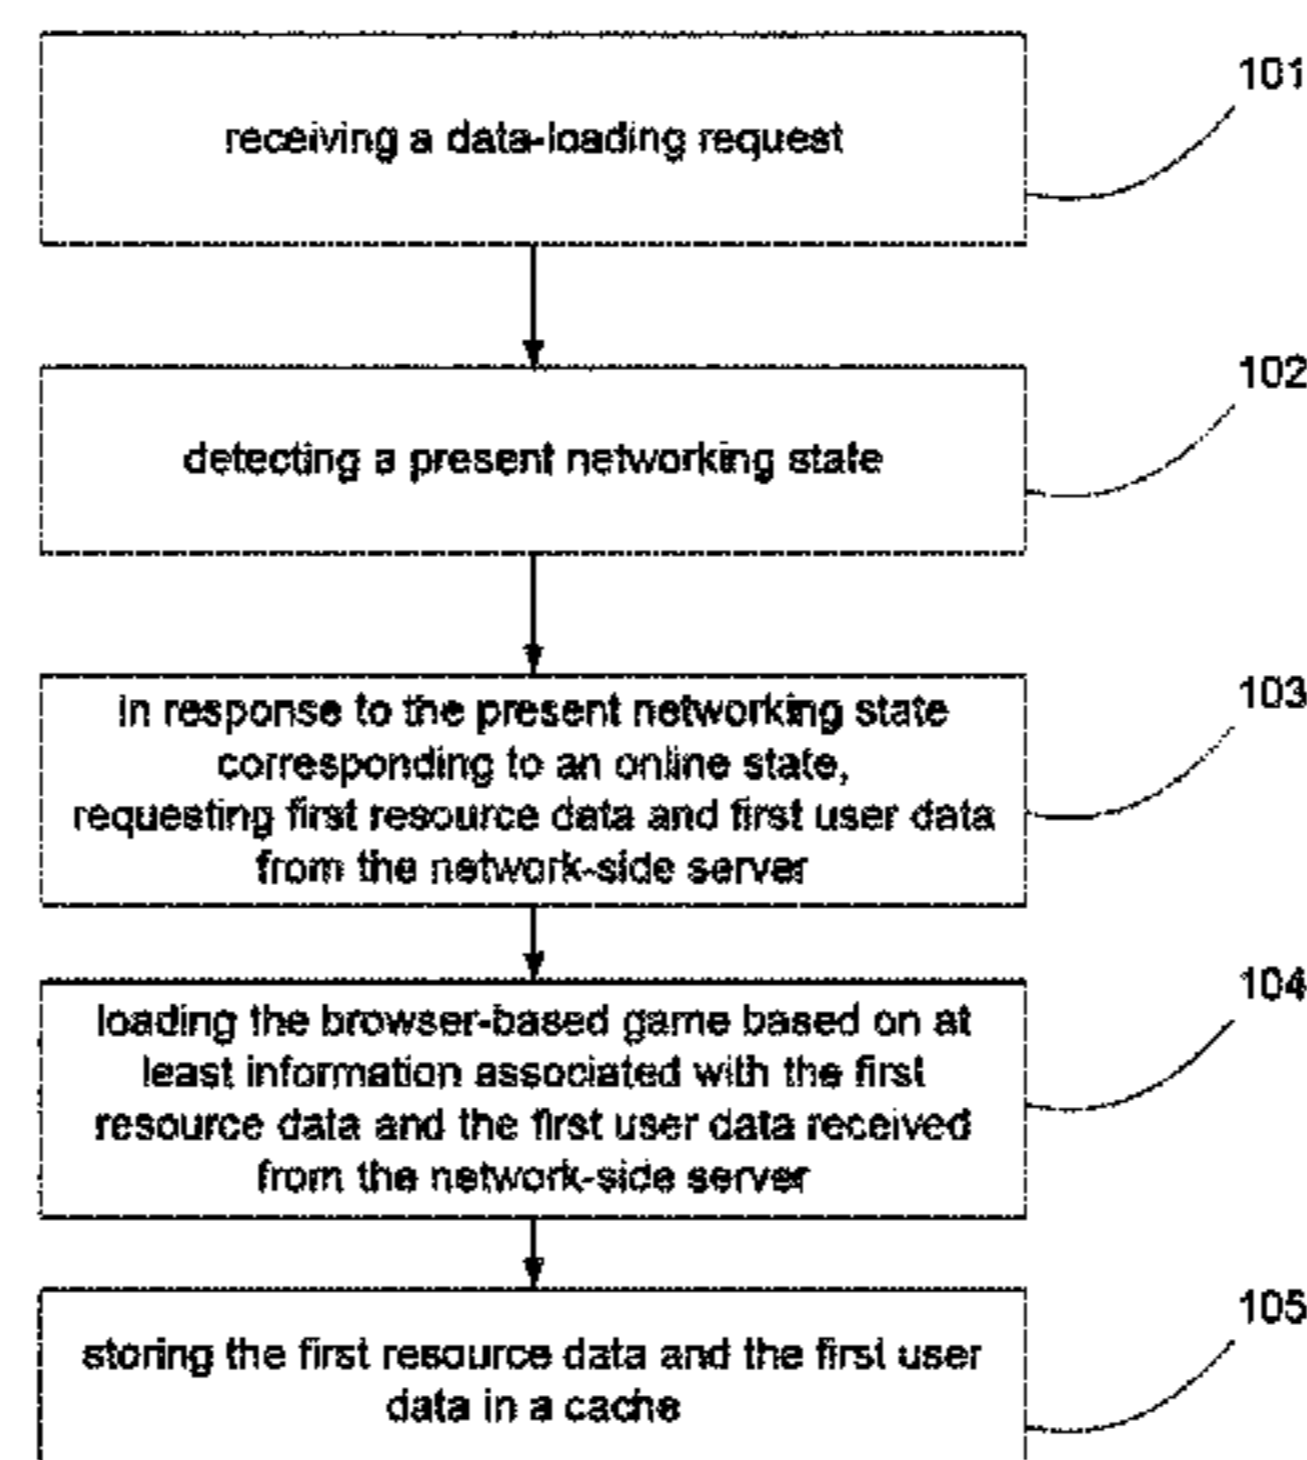 101
receiving a data-loading request
102
detecting a present networking state
103
in response to the present networking state
corresponding to an online state,
requesting first resource data and first user data
from the network-side server
104
loading the browser-based game based on at
least information associated with the first
resource data and the first user data received
from the network-side server
105
storing the first resource data and the first user
data in a cache